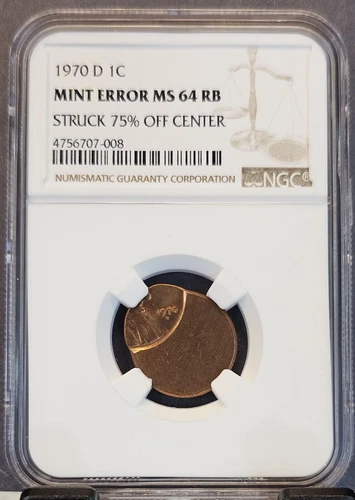 1970 D 1C
MINT ERROR MS 64 RB
STRUCK 75% OFF CENTER
4756707-008
NUMISMATIC GUARANTY CORPORATION NGC®